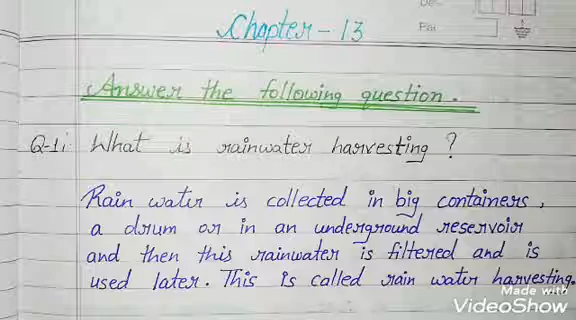 Chapter - 13
Answer the following question.
Q-1i What is rainwater harvesting?
Rain water is collected in big containers,
a drum or in an underground reservoir
and then this rainwater is filtered and is
used later. This is called rain water harvesting.
Made with
VideoShow